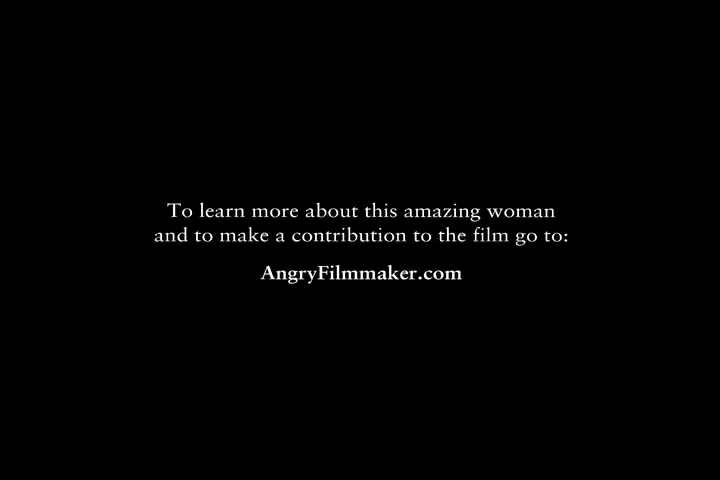 To learn more about this amazing woman
and to make a contribution to the film go to:
AngryFilmmaker.com